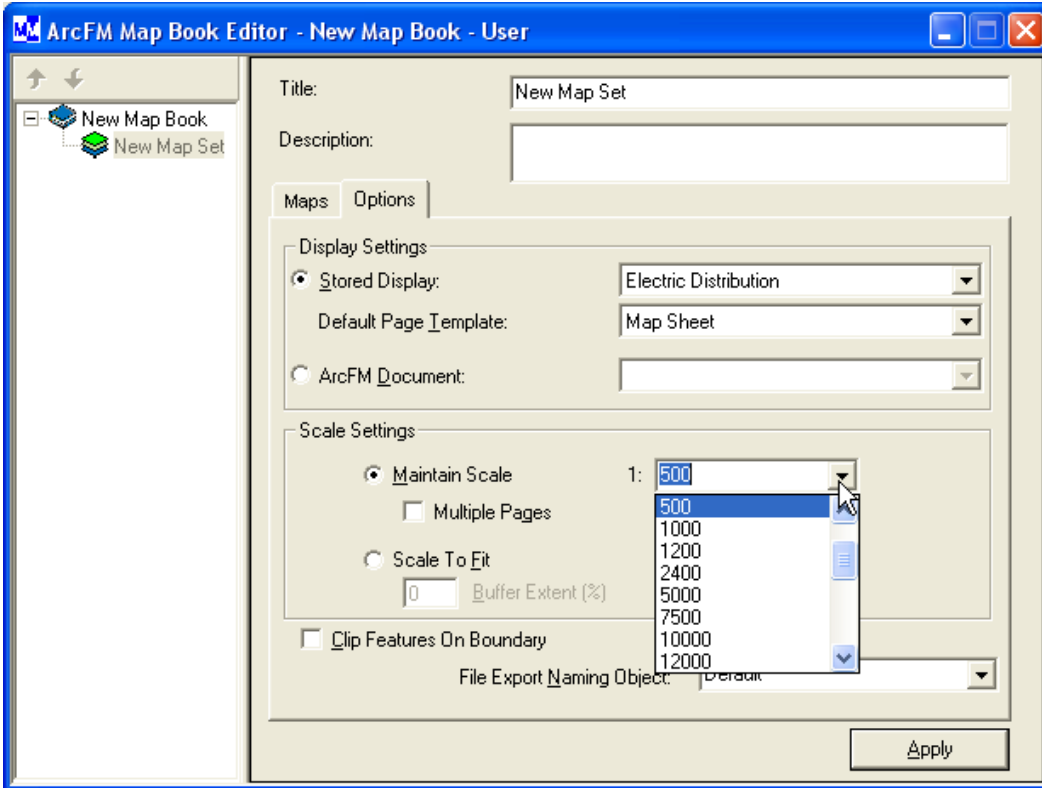 ArcFM Map Book Editor - New Map Book - User
New Map Book
New Map Set
Title:
New Map Set
Description:
Maps
Options
Display Settings
Stored Display:
Electric Distribution
Default Page Template:
Map Sheet
ArcFM Document:
Scale Settings
Maintain Scale
1:
500
Multiple Pages
Scale To Fit
0
Buffer Extent (%)
500
1000
1200
2400
5000
7500
10000
12000
Clip Features On Boundary
File Export Naming Object:
Default
Apply